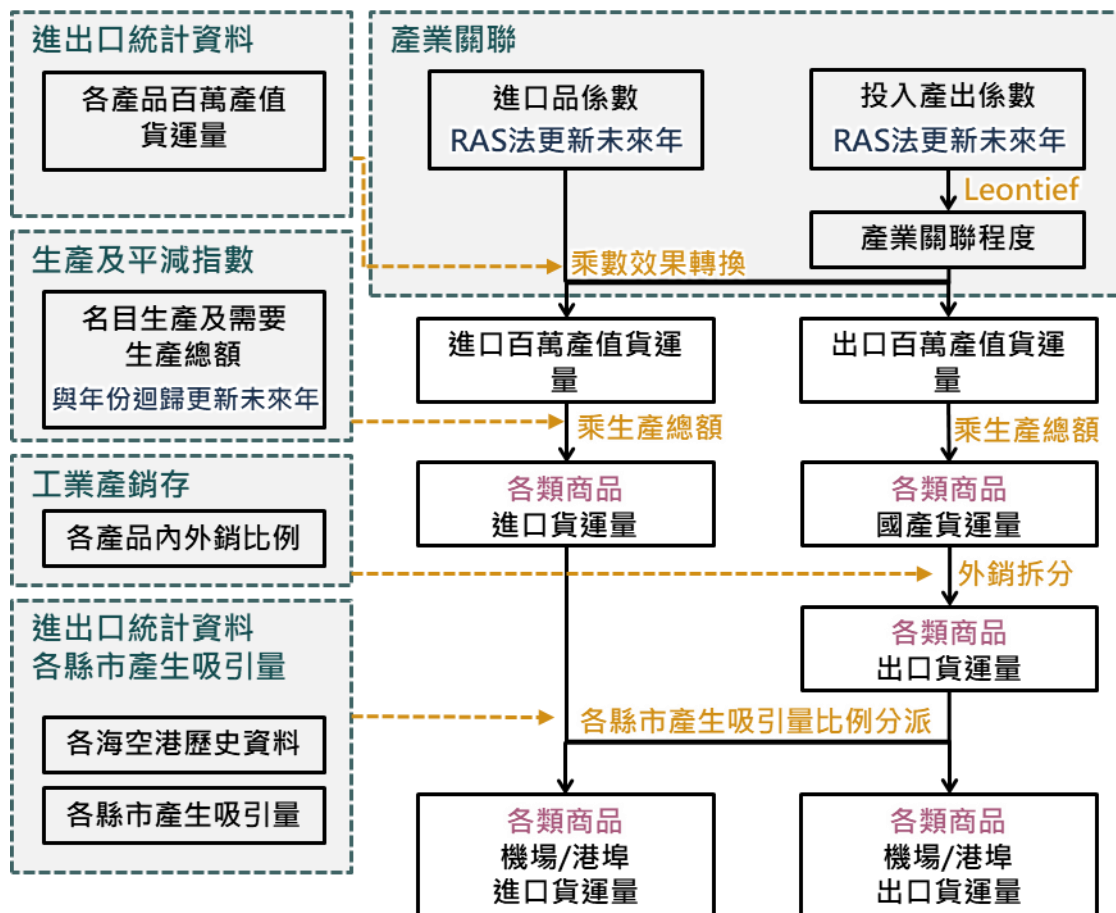 進出口統計資料
各產品百萬產值
貨運量
產業關聯
進口品係數
RAS法更新未來年
投入產出係數
RAS法更新未來年
Leontief
產業關聯程度
乘數效果轉換
生產及平減指數
名目生產及需要
生產總額
與年份迴歸更新未來年
進口百萬產值貨運
量
出口百萬產值貨運
量
乘生產總額
乘生產總額
工業產銷存
各產品內外銷比例
各類商品
進口貨運量
各類商品
國產貨運量
外銷拆分
各類商品
出口貨運量
進出口統計資料
各縣市產生吸引量
各海空港歷史資料
各縣市產生吸引量
各縣市產生吸引量比例分派
各類商品
機場/港埠
進口貨運量
各類商品
機場/港埠
出口貨運量